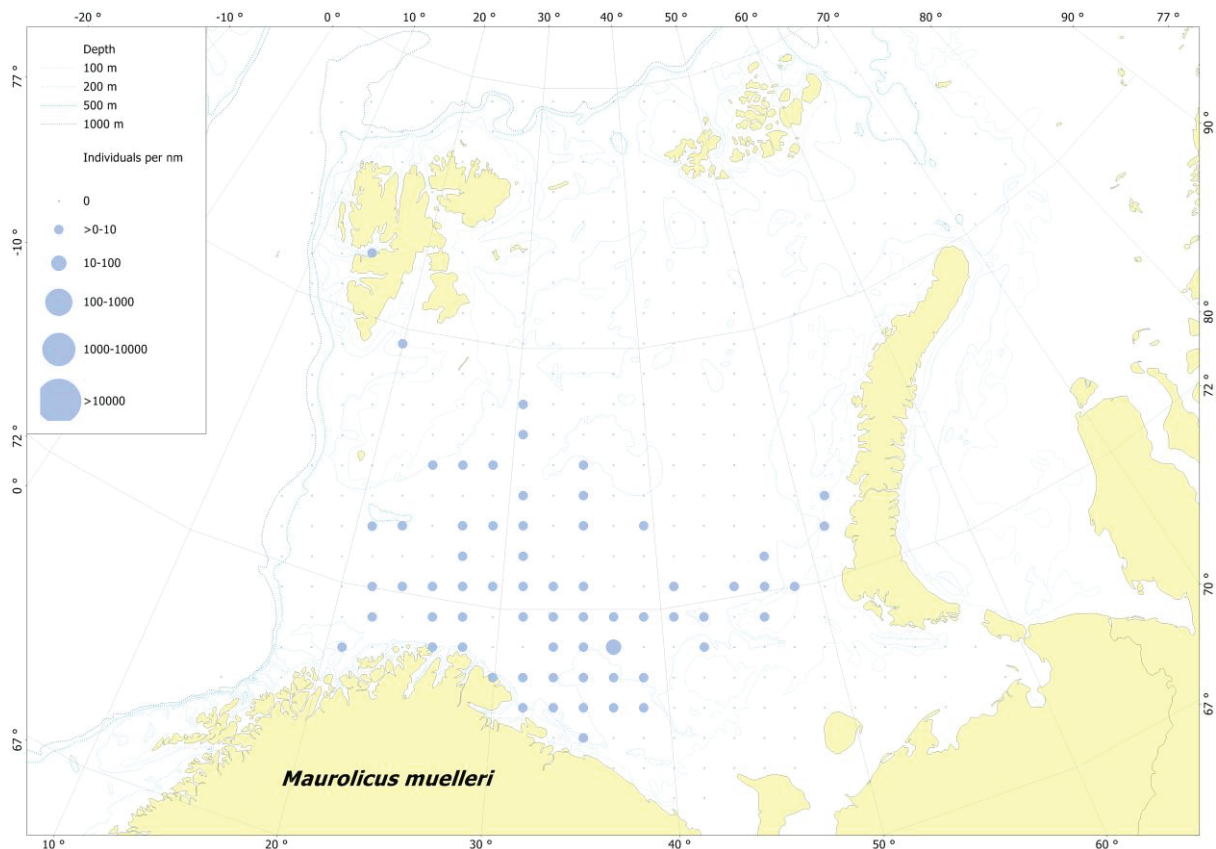 -20 ° -10 ° 0 ° 10 ° 20 ° 30 ° 40 ° 50 ° 60 ° 70 ° 80 ° 90 ° 77 °
Depth
100 m
200 m
500 m
1000 m
Individuals per nm
0
>0-10
10-100
100-1000
1000-10000
>10000
77 °
-10 °
72 °
0 °
67 °
90 °
80 °
72 °
70 °
67 °
Maurolicus muelleri
10 ° 20 ° 30 ° 40 ° 50 ° 60 °